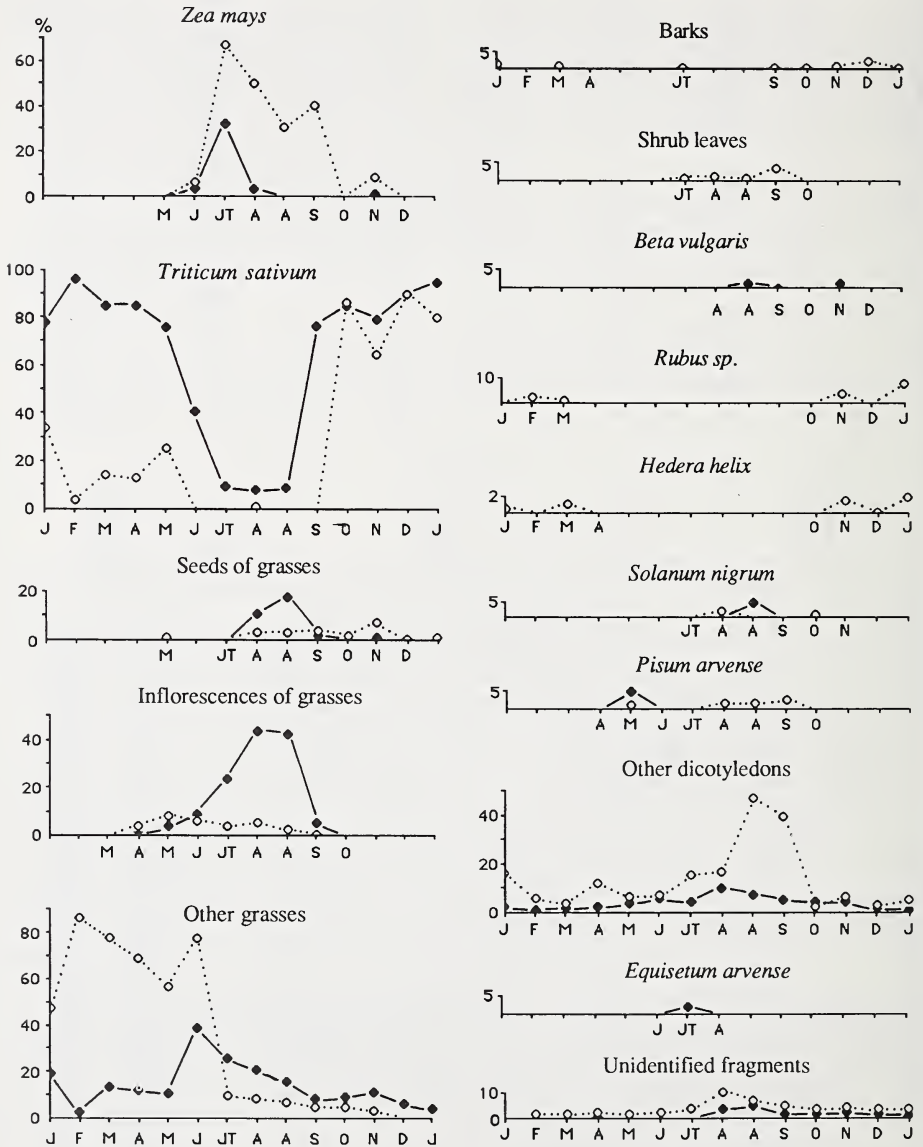 Zea mays
%
60
40
20
0
M J JT A A S O N D
Triticum sativum
100
80
60
40
20
0
J F M A M J JT A A S O N D J
Seeds of grasses
20
0
M JT A A S O N D
Inflorescences of grasses
40
20
0
M A M J JT A A S O
Other grasses
80
60
40
20
0
J F M A M J JT A A S O N D J
Barks
5
J F M A JT S O N D J
Shrub leaves
5
JT A A S O
Beta vulgaris
5
A A S O N D
Rubus sp.
10
J F M O N D J
Hedera helix
2
J F M A O N D J
Solanum nigrum
5
JT A A S O N
Pisum arvense
5
A M J JT A A S O
Other dicotyledons
40
20
0
J F M A M J JT A A S O N D J
Equisetum arvense
5
J JT A
Unidentified fragments
10
0
J F M A M J JT A A S O N D J